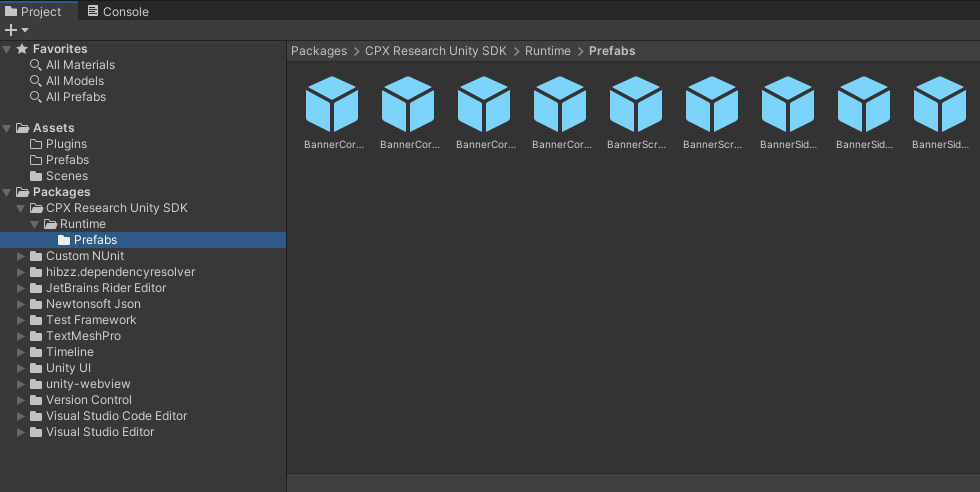 Project Console
Favorites
All Materials
All Models
All Prefabs
Assets
Plugins
Prefabs
Scenes
Packages
CPX Research Unity SDK
Runtime
Prefabs
Custom NUnit
hibzz.dependencyresolver
JetBrains Rider Editor
Newtonsoft Json
Test Framework
TextMeshPro
Timeline
Unity UI
unity-webview
Version Control
Visual Studio Code Editor
Visual Studio Editor
Packages > CPX Research Unity SDK > Runtime > Prefabs
BannerCor... BannerCor... BannerCor... BannerCor... BannerScr... BannerScr... BannerSid... BannerSid... BannerSid...